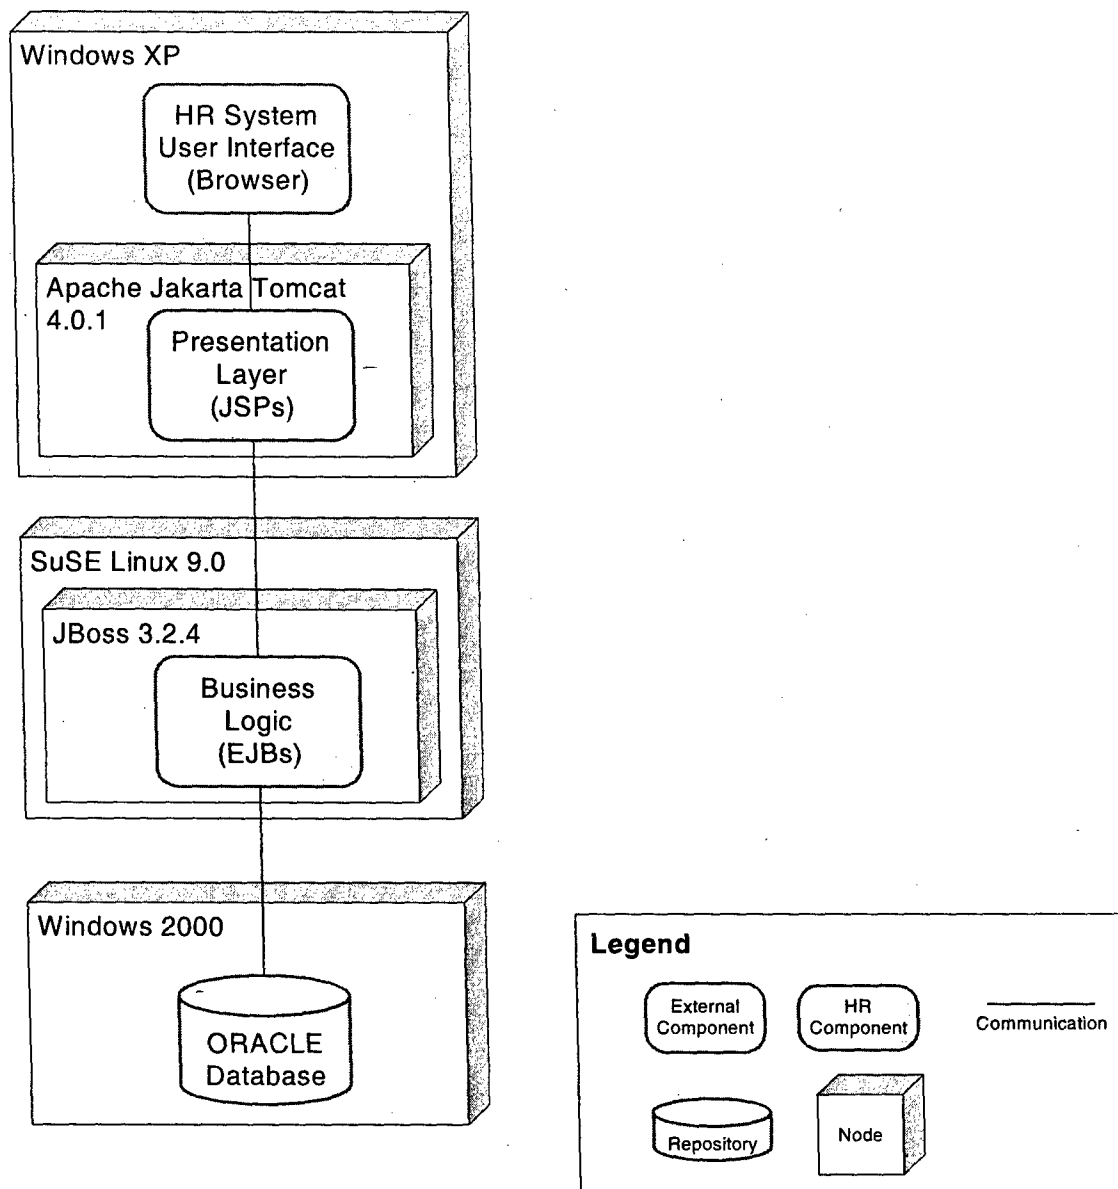 Windows XP
HR System
User Interface
(Browser)
Apache Jakarta Tomcat
4.0.1
Presentation
Layer
(JSPs)
SuSE Linux 9.0
JBoss 3.2.4
Business
Logic
(EJBs)
Windows 2000
ORACLE
Database
Legend
External
Component
HR
Component
Communication
Repository
Node